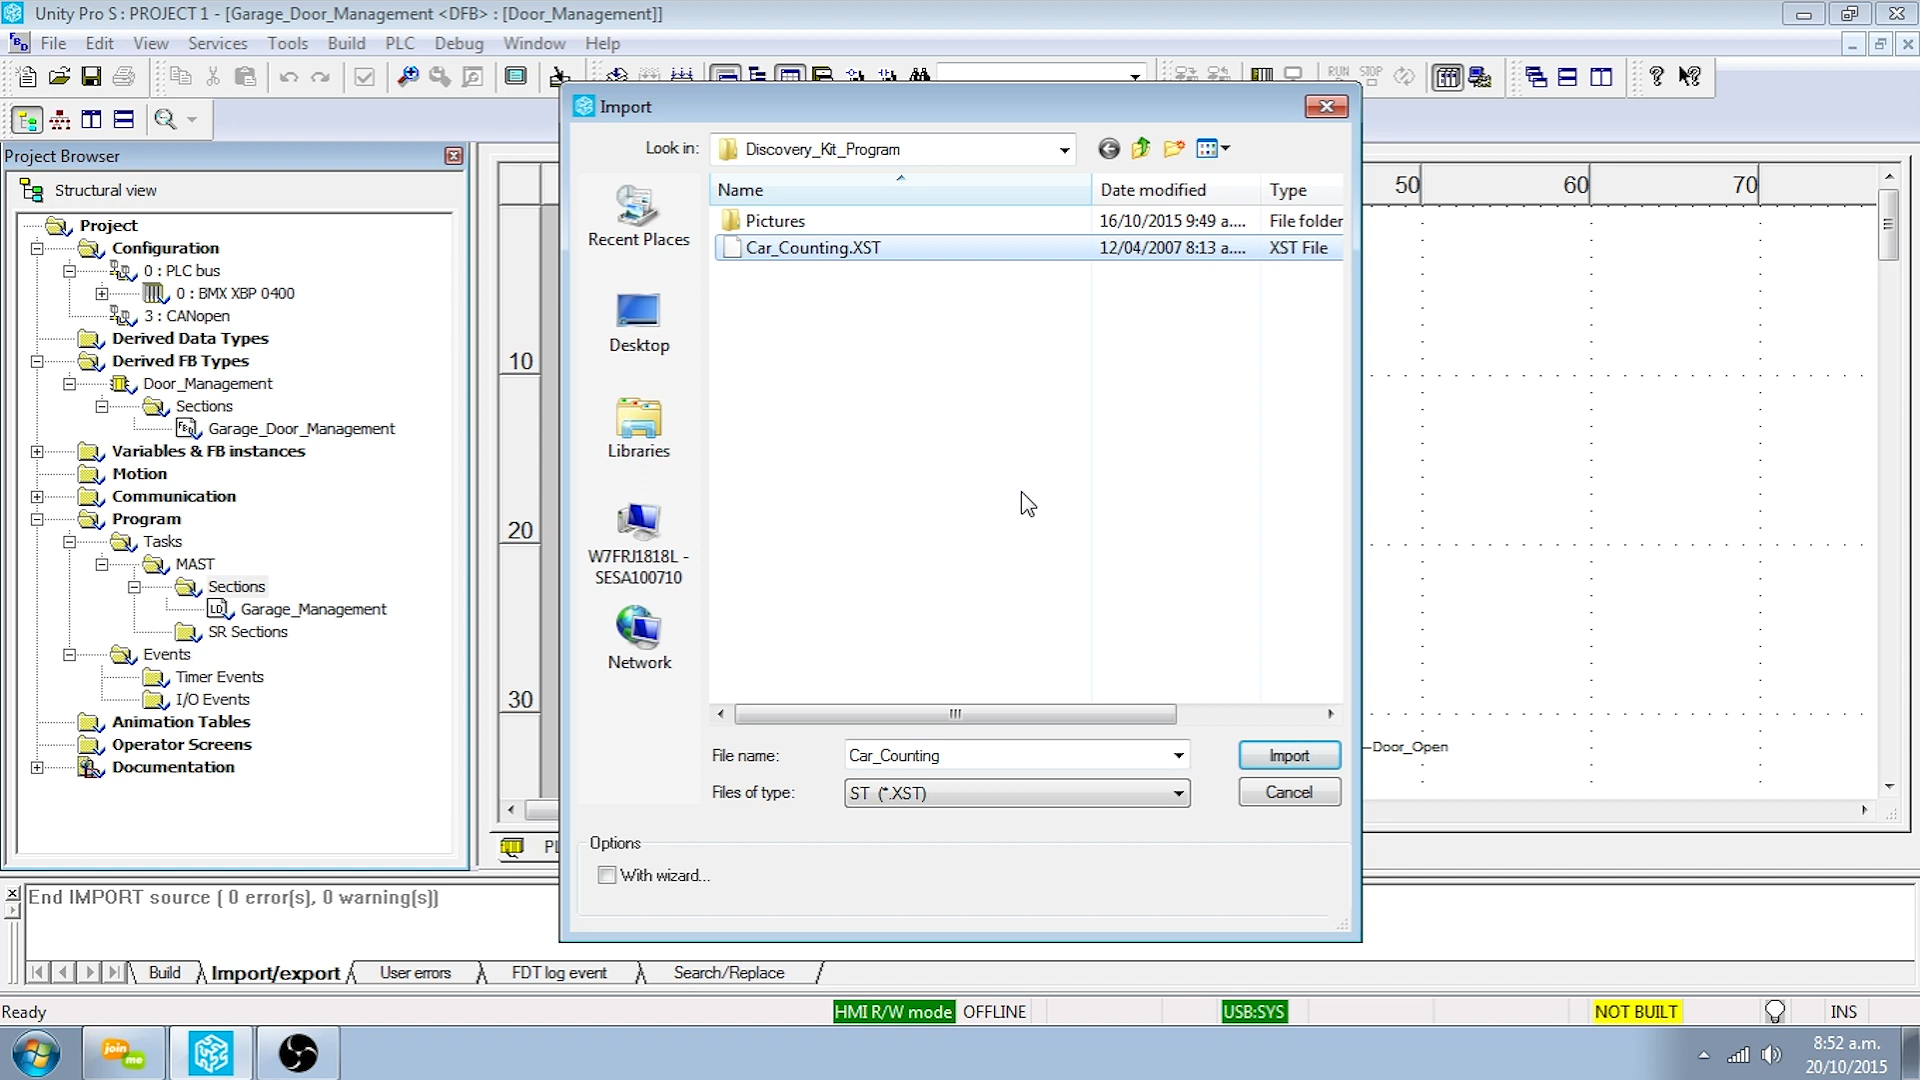 Unity Pro S : PROJECT 1 - [Garage_Door_Management <DFB> : [Door_Management]]
File Edit View Services Tools Build PLC Debug Window Help
RUN STOP
Project Browser
Structural view
Project
Configuration
0 : PLC bus
0 : BMX XBP 0400
3 : CANopen
Derived Data Types
Derived FB Types
Door_Management
Sections
Garage_Door_Management
Variables & FB instances
Motion
Communication
Program
Tasks
MAST
Sections
LD Garage_Management
SR Sections
Events
Timer Events
I/O Events
Animation Tables
Operator Screens
Documentation
10
20
30
50 60 70
Door_Open
Import
Look in: Discovery_Kit_Program
Name Date modified Type
Pictures 16/10/2015 9:49 a.... File folder
Car_Counting.XST 12/04/2007 8:13 a.... XST File
Recent Places
Desktop
Libraries
W7FRJ1818L -
SESA100710
Network
File name: Car_Counting Import
Files of type: ST (*.XST) Cancel
Options
With wizard...
End IMPORT source ( 0 error(s), 0 warning(s))
Build Import/export User errors FDT log event Search/Replace
Ready HMI R/W mode OFFLINE USB:SYS NOT BUILT INS
join me
8:52 a.m.
20/10/2015